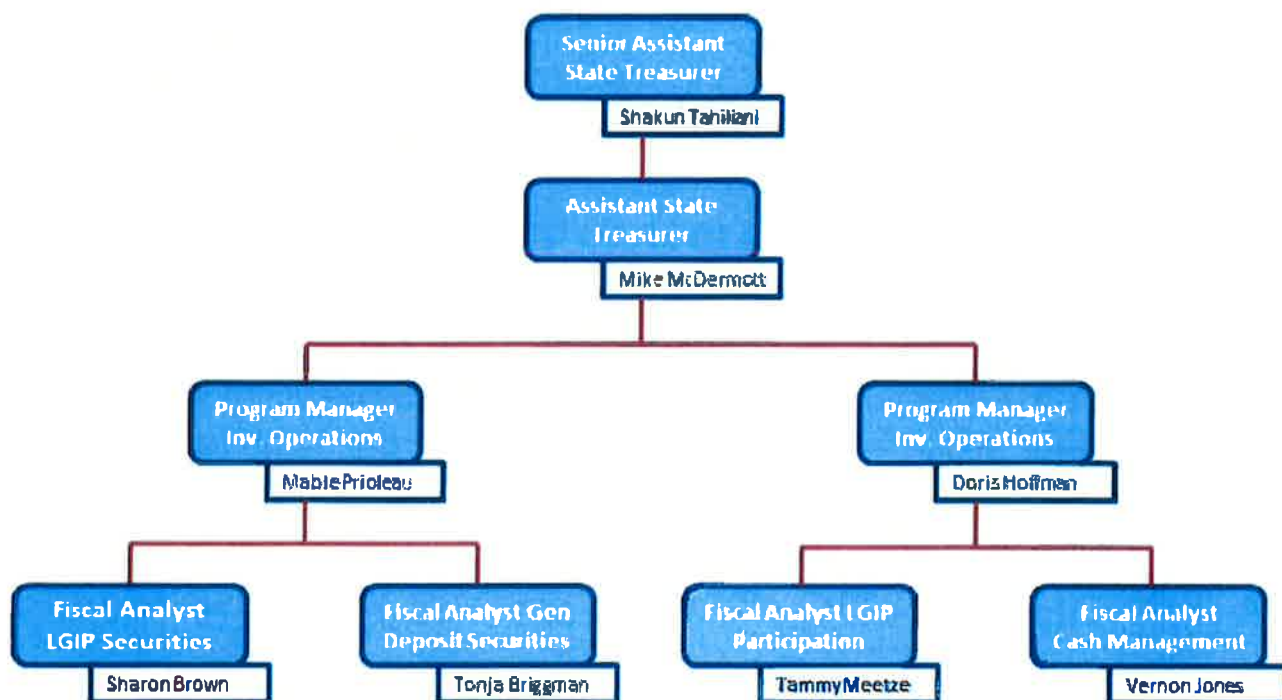 Senior Assistant
State Treasurer
Shakun Tahiliani
Assistant State
Treasurer
Mike McDermott
Program Manager
Inv. Operations
Mable Prioleau
Program Manager
Inv. Operations
Doris Hoffman
Fiscal Analyst
LGIP Securities
Sharon Brown
Fiscal Analyst Gen
Deposit Securities
Tonja Briggman
Fiscal Analyst LGIP
Participation
Tammy Meetze
Fiscal Analyst
Cash Management
Vernon Jones